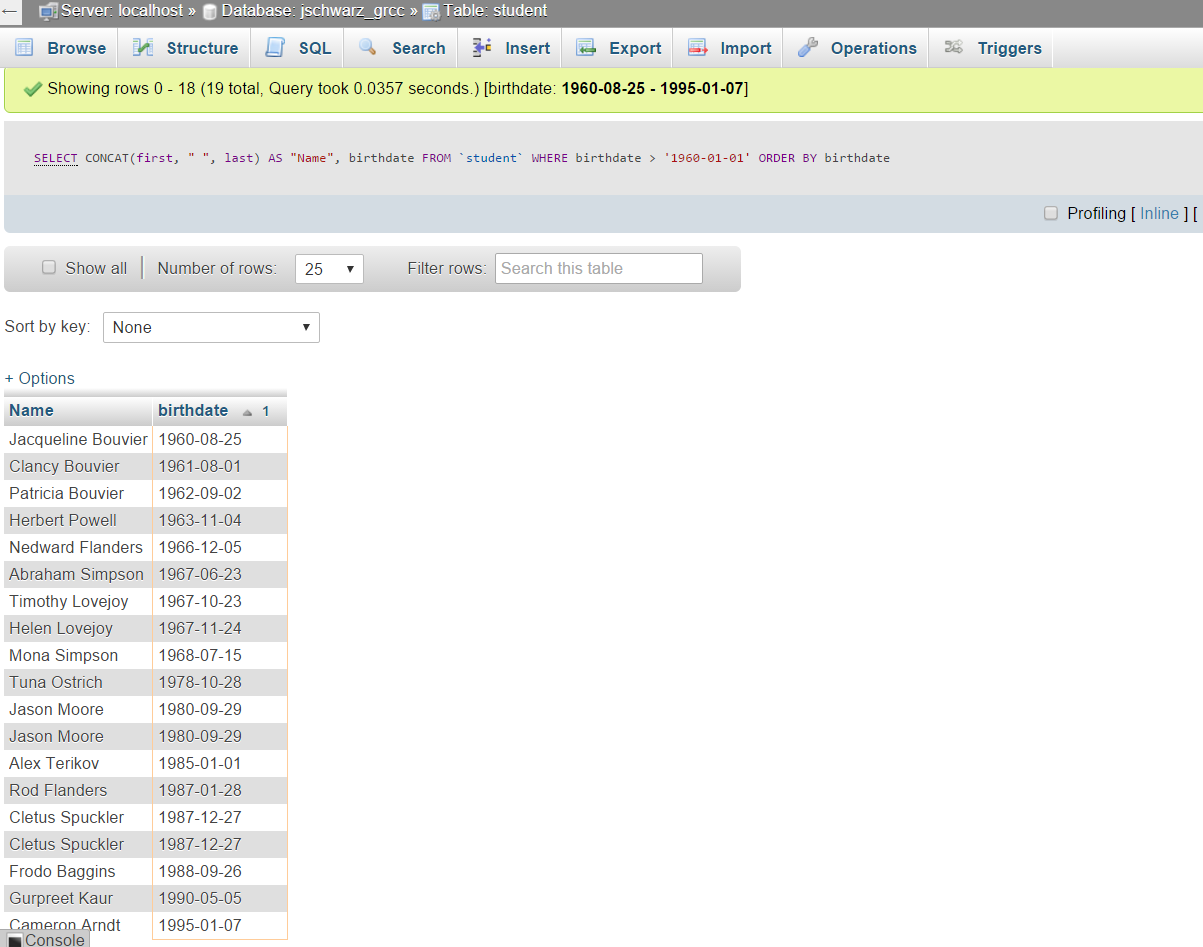 ← Server: localhost » Database: jschwarz_grcc » Table: student
Browse Structure SQL Search Insert Export Import Operations Triggers
Showing rows 0 - 18 (19 total, Query took 0.0357 seconds.) [birthdate: 1960-08-25 - 1995-01-07]
SELECT CONCAT(first, " ", last) AS "Name", birthdate FROM `student` WHERE birthdate > '1960-01-01' ORDER BY birthdate
Profiling [ Inline ] [
Show all Number of rows: 25 Filter rows: Search this table
Sort by key: None
+ Options
Name birthdate 1
Jacqueline Bouvier 1960-08-25
Clancy Bouvier 1961-08-01
Patricia Bouvier 1962-09-02
Herbert Powell 1963-11-04
Nedward Flanders 1966-12-05
Abraham Simpson 1967-06-23
Timothy Lovejoy 1967-10-23
Helen Lovejoy 1967-11-24
Mona Simpson 1968-07-15
Tuna Ostrich 1978-10-28
Jason Moore 1980-09-29
Jason Moore 1980-09-29
Alex Terikov 1985-01-01
Rod Flanders 1987-01-28
Cletus Spuckler 1987-12-27
Cletus Spuckler 1987-12-27
Frodo Baggins 1988-09-26
Gurpreet Kaur 1990-05-05
Cameron Arndt 1995-01-07
Console